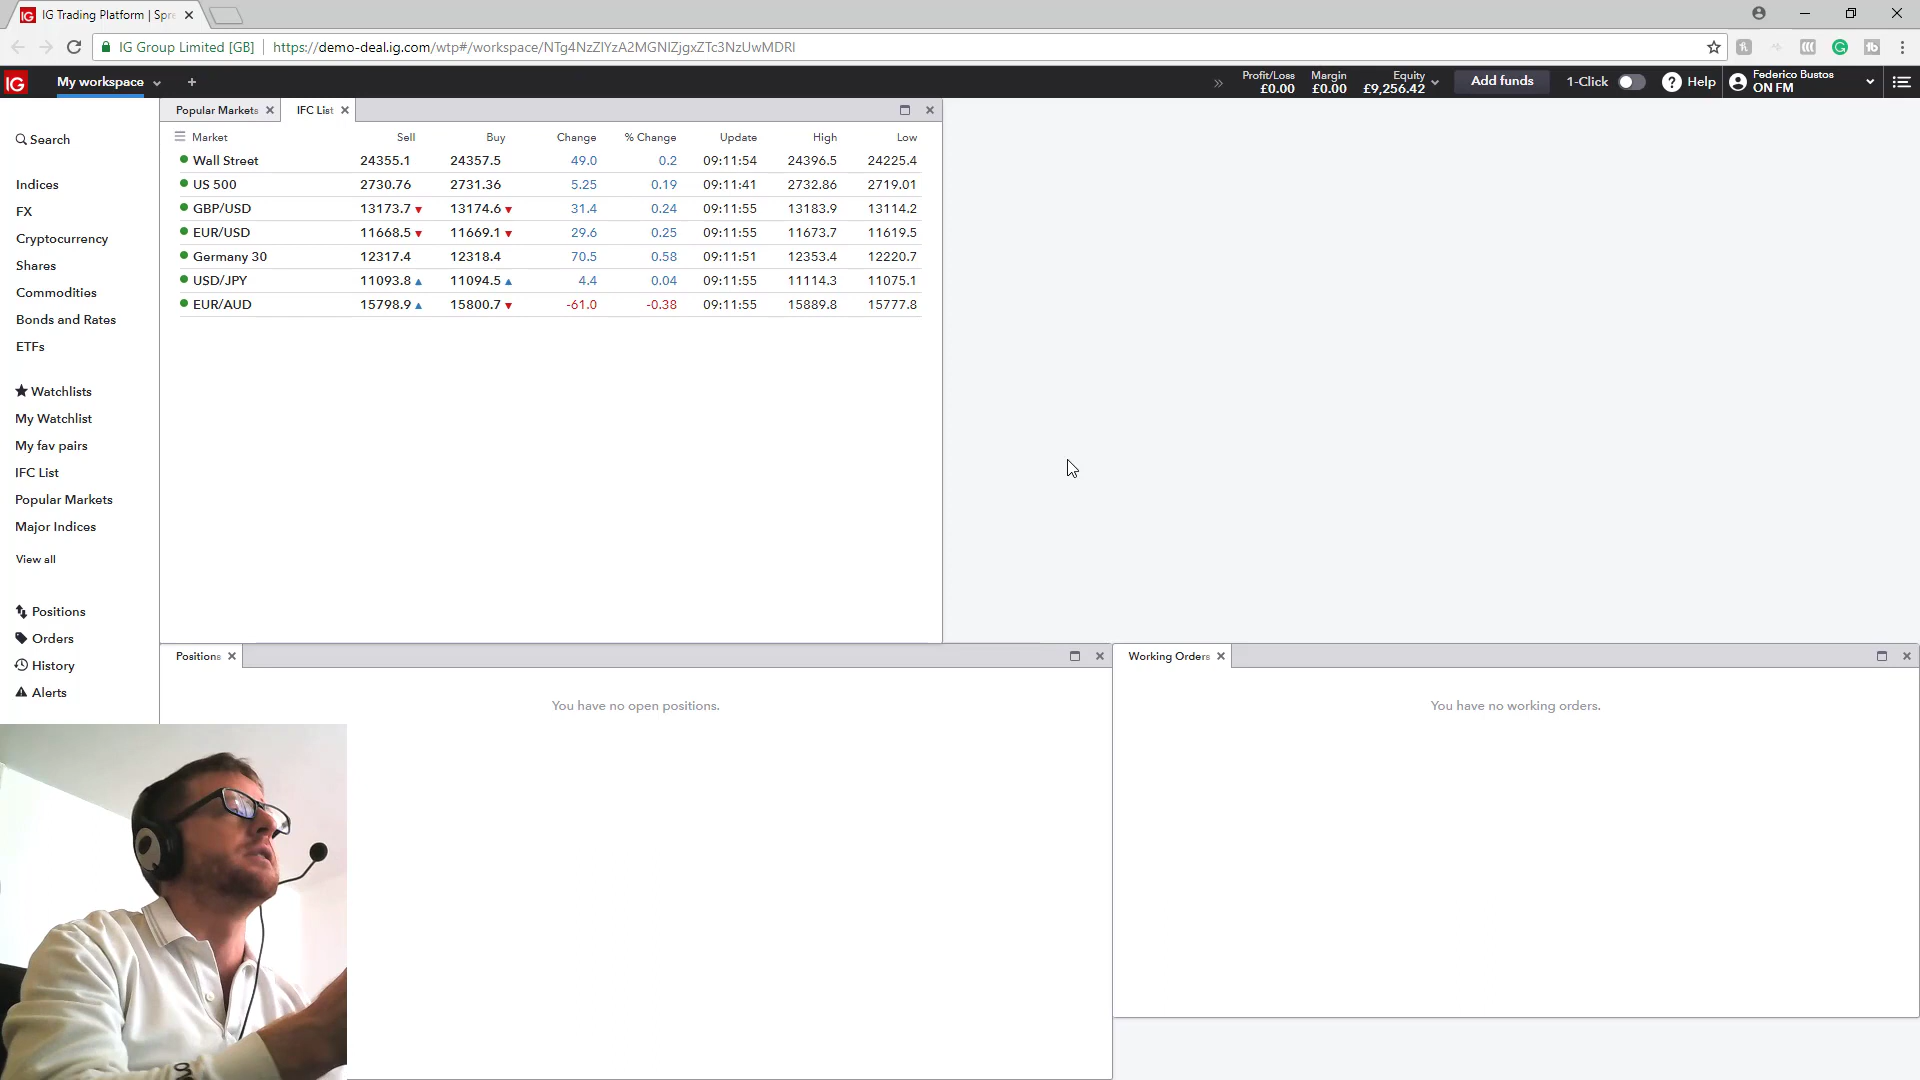 IG IG Trading Platform | Spr
IG Group Limited [GB] https://demo-deal.ig.com/wtp#/workspace/NTg4NzZlYzA2MGNlZjgxZTc3NzUwMDRl
IG My workspace + Profit/Loss £0.00 Margin £0.00 Equity £9,256.42 Add funds 1-Click Help Federico Bustos ON FM
Search
Indices
FX
Cryptocurrency
Shares
Commodities
Bonds and Rates
ETFs
Watchlists
My Watchlist
My fav pairs
IFC List
Popular Markets
Major Indices
View all
Positions
Orders
History
Alerts
Popular Markets IFC List
Market Sell Buy Change % Change Update High Low
Wall Street 24355.1 24357.5 49.0 0.2 09:11:54 24396.5 24225.4
US 500 2730.76 2731.36 5.25 0.19 09:11:41 2732.86 2719.01
GBP/USD 13173.7 13174.6 31.4 0.24 09:11:55 13183.9 13114.2
EUR/USD 11668.5 11669.1 29.6 0.25 09:11:55 11673.7 11619.5
Germany 30 12317.4 12318.4 70.5 0.58 09:11:51 12353.4 12220.7
USD/JPY 11093.8 11094.5 4.4 0.04 09:11:55 11114.3 11075.1
EUR/AUD 15798.9 15800.7 -61.0 -0.38 09:11:55 15889.8 15777.8
Positions
You have no open positions.
Working Orders
You have no working orders.